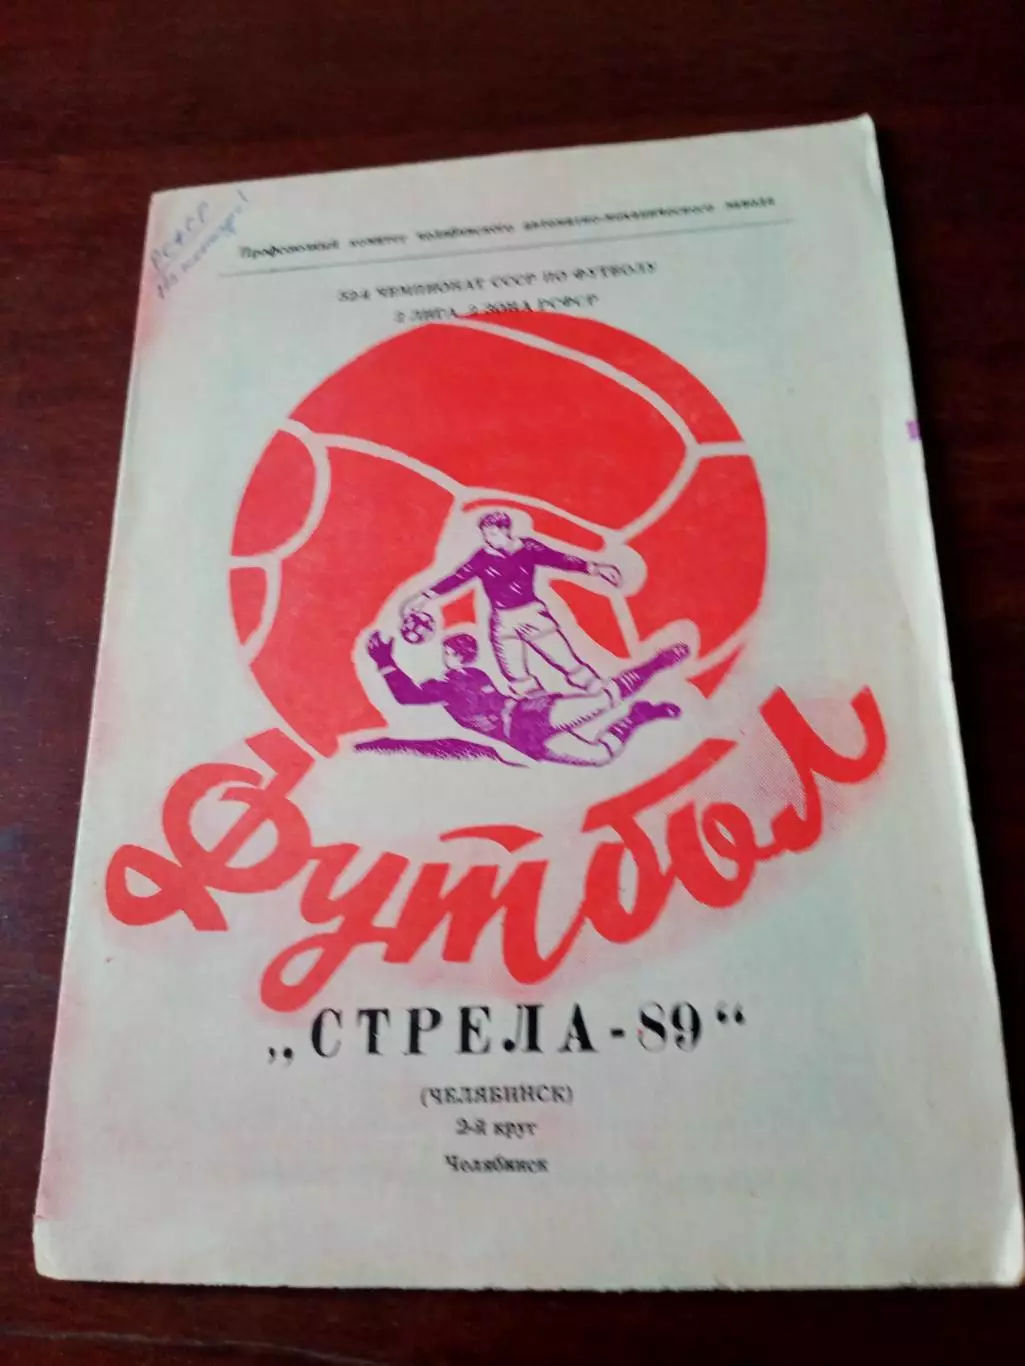 РСФСР
Профсоюзный комитет челябинского автоматно-механического завода
52-й ЧЕМПИОНАТ СССР ПО ФУТБОЛУ
2 ЛИГА, 2 ЗОНА РСФСР
Футбол
„СТРЕЛА-89“
(ЧЕЛЯБИНСК)
2-й круг
Челябинск